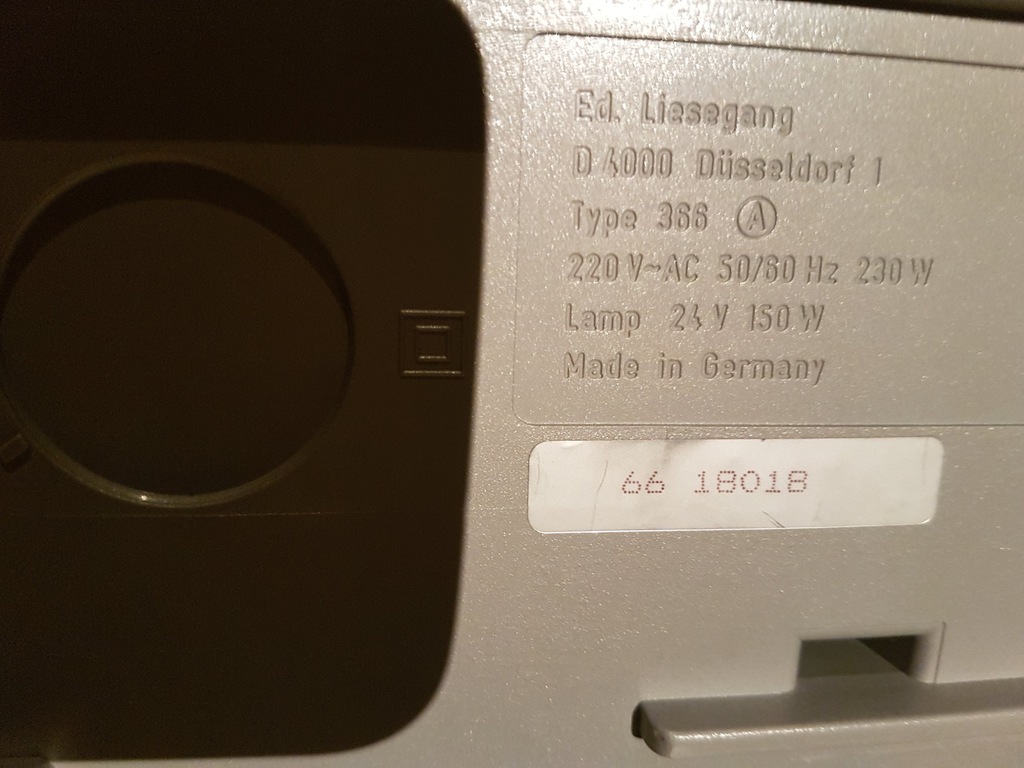 Ed. Liesegang
D 4000 Düsseldorf 1
Type 366 Ⓐ
220 V~AC 50/60 Hz 230 W
Lamp 24 V 150 W
Made in Germany
66 18018